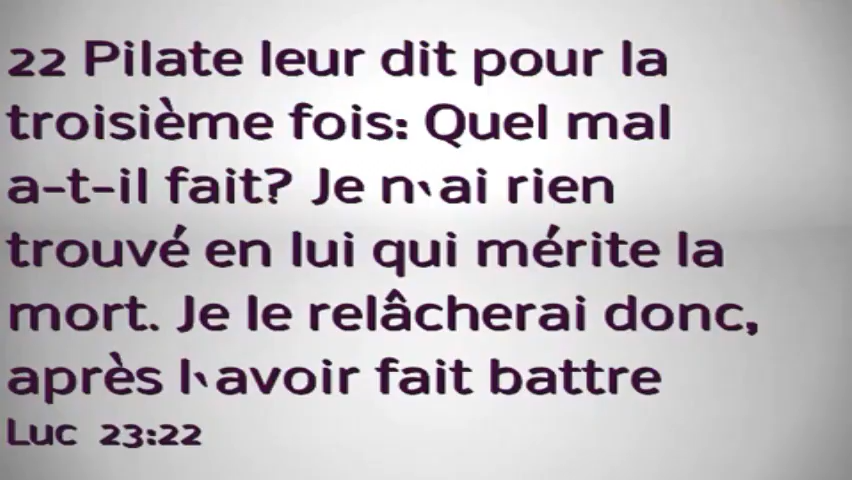 22 Pilate leur dit pour la
troisième fois: Quel mal
a-t-il fait? Je n`ai rien
trouvé en lui qui mérite la
mort. Je le relâcherai donc,
après l`avoir fait battre
Luc 23:22